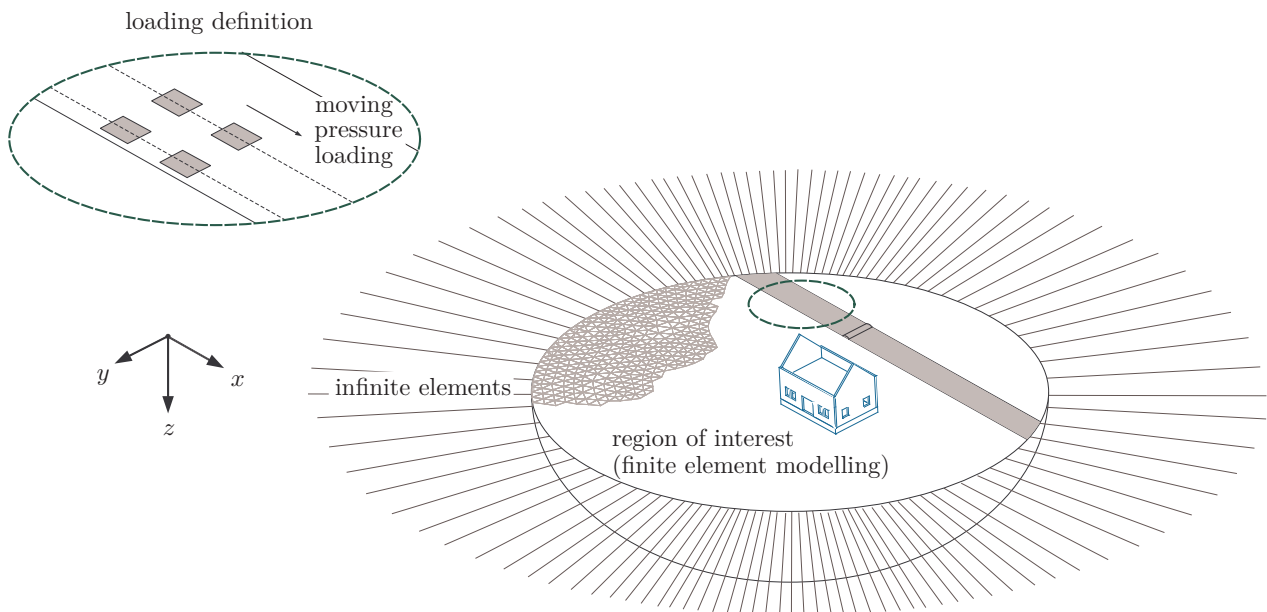 loading definition
moving
pressure
loading
y
x
z
infinite elements
region of interest
(finite element modelling)